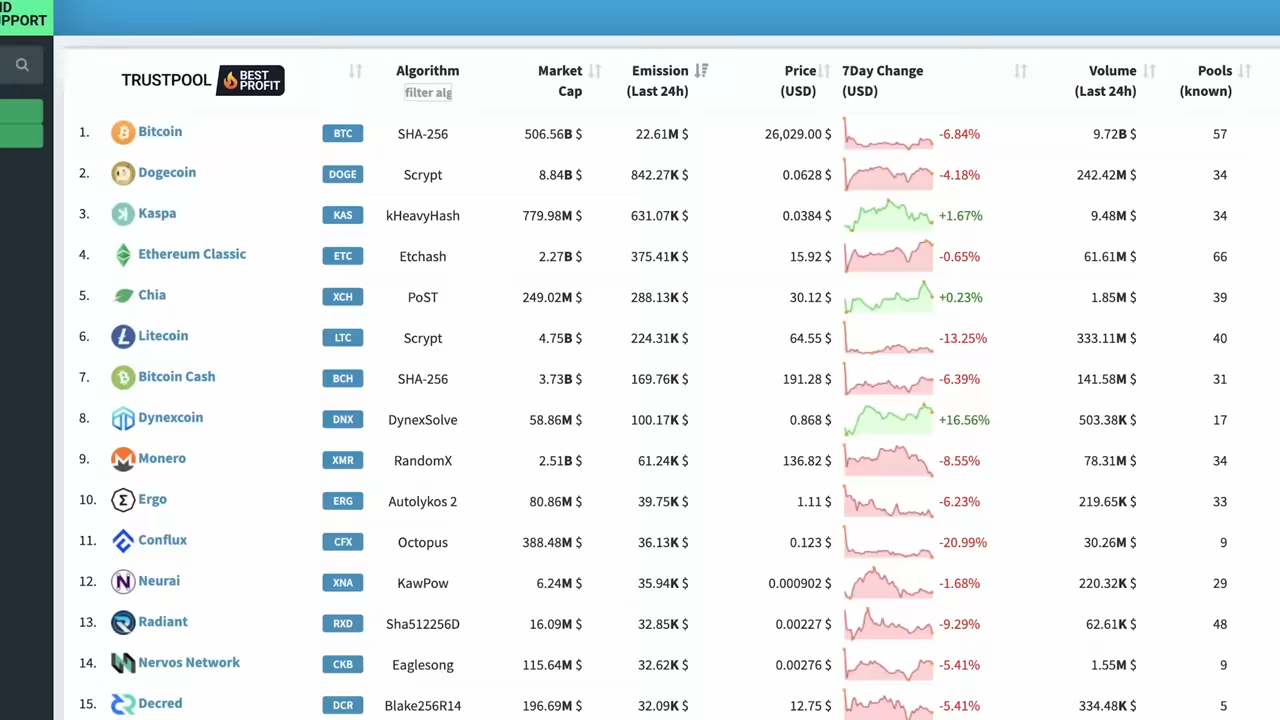 ND
UPPORT
TRUSTPOOL BEST PROFIT Algorithm filter alg Market Cap Emission (Last 24h) Price (USD) 7Day Change (USD) Volume (Last 24h) Pools (known)
1. Bitcoin BTC SHA-256 506.56B $ 22.61M $ 26,029.00 $ -6.84% 9.72B $ 57
2. Dogecoin DOGE Scrypt 8.84B $ 842.27K $ 0.0628 $ -4.18% 242.42M $ 34
3. Kaspa KAS kHeavyHash 779.98M $ 631.07K $ 0.0384 $ +1.67% 9.48M $ 34
4. Ethereum Classic ETC Etchash 2.27B $ 375.41K $ 15.92 $ -0.65% 61.61M $ 66
5. Chia XCH PoST 249.02M $ 288.13K $ 30.12 $ +0.23% 1.85M $ 39
6. Litecoin LTC Scrypt 4.75B $ 224.31K $ 64.55 $ -13.25% 333.11M $ 40
7. Bitcoin Cash BCH SHA-256 3.73B $ 169.76K $ 191.28 $ -6.39% 141.58M $ 31
8. Dynexcoin DNX DynexSolve 58.86M $ 100.17K $ 0.868 $ +16.56% 503.38K $ 17
9. Monero XMR RandomX 2.51B $ 61.24K $ 136.82 $ -8.55% 78.31M $ 34
10. Ergo ERG Autolykos 2 80.86M $ 39.75K $ 1.11 $ -6.23% 219.65K $ 33
11. Conflux CFX Octopus 388.48M $ 36.13K $ 0.123 $ -20.99% 30.26M $ 9
12. Neurai XNA KawPow 6.24M $ 35.94K $ 0.000902 $ -1.68% 220.32K $ 29
13. Radiant RXD Sha512256D 16.09M $ 32.85K $ 0.00227 $ -9.29% 62.61K $ 48
14. Nervos Network CKB Eaglesong 115.64M $ 32.62K $ 0.00276 $ -5.41% 1.55M $ 9
15. Decred DCR Blake256R14 196.69M $ 32.09K $ 12.75 $ -5.41% 334.48K $ 5